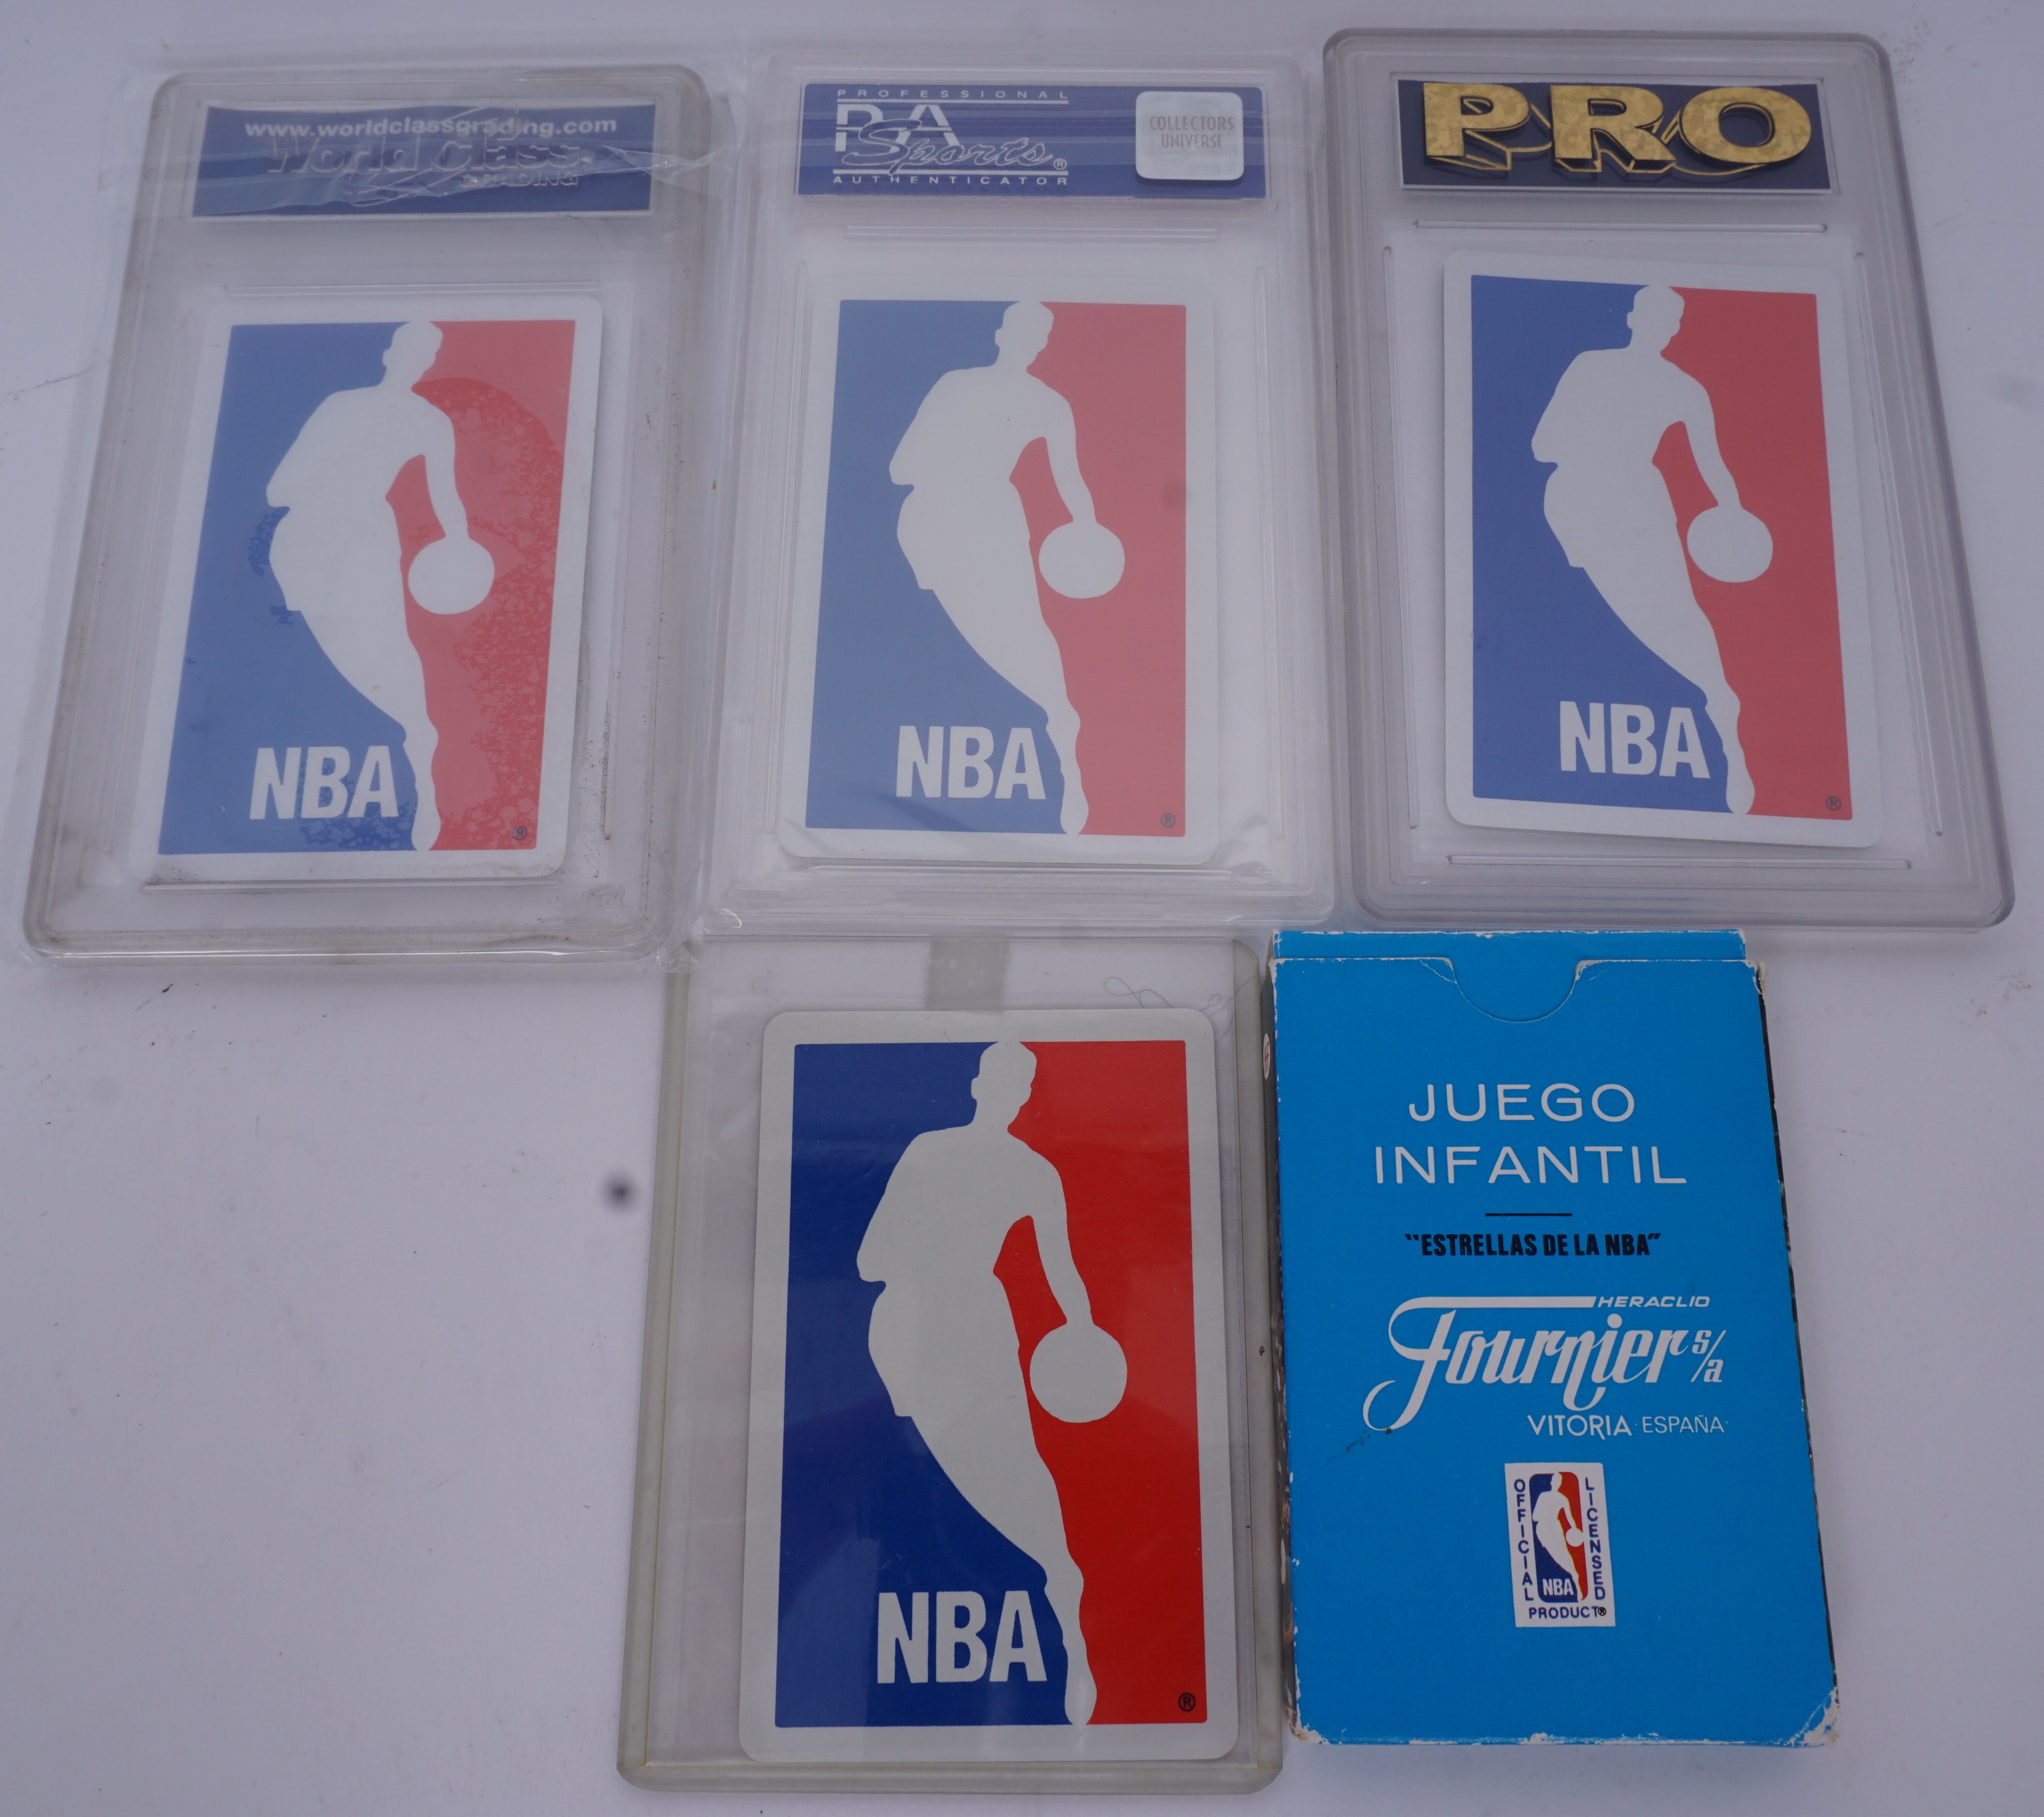 www.worldclassgrading.com
World Class
GRADING
NBA
®
PROFESSIONAL
Sports®
AUTHENTICATOR
COLLECTORS
UNIVERSE
NBA
®
PRO
NBA
®
NBA
®
JUEGO
INFANTIL
"ESTRELLAS DE LA NBA"
HERACLIO
Fournier s/a
VITORIA·ESPAÑA
OFFICIAL
LICENSED
NBA
PRODUCT®